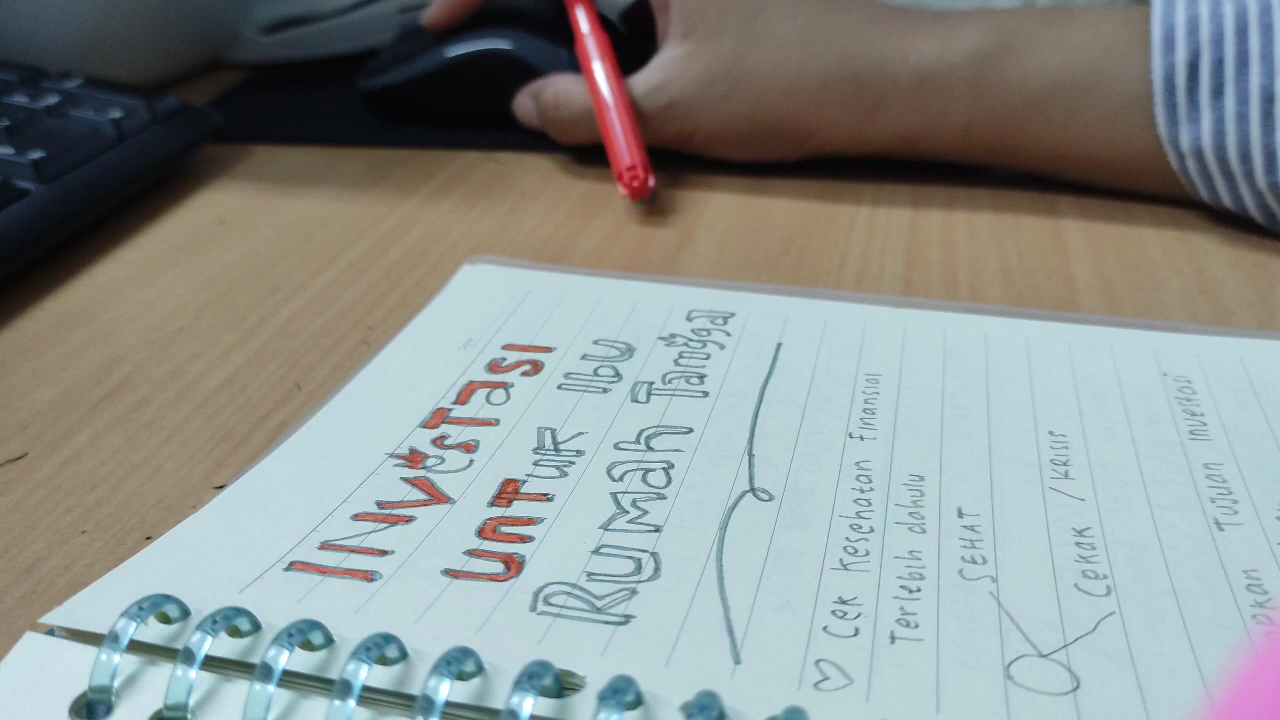 INvesTasi
unTuk Ibu
Rumah Tangga
Cek Kesehatan Finansial
Terlebih dahulu
SEHAT
CeKaK / KRISIS
Tujuan Investasi